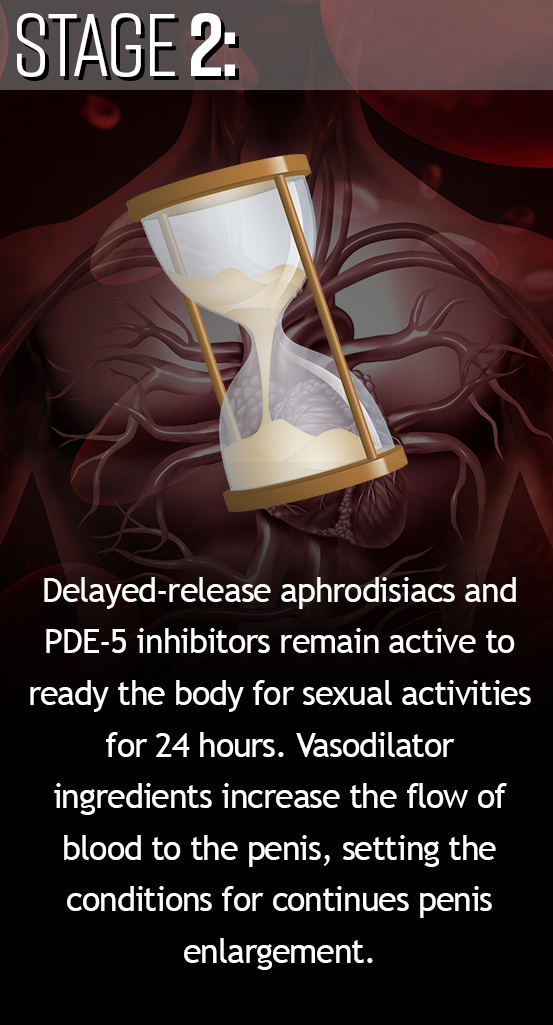 STAGE 2:
Delayed-release aphrodisiacs and
PDE-5 inhibitors remain active to
ready the body for sexual activities
for 24 hours. Vasodilator
ingredients increase the flow of
blood to the penis, setting the
conditions for continues penis
enlargement.